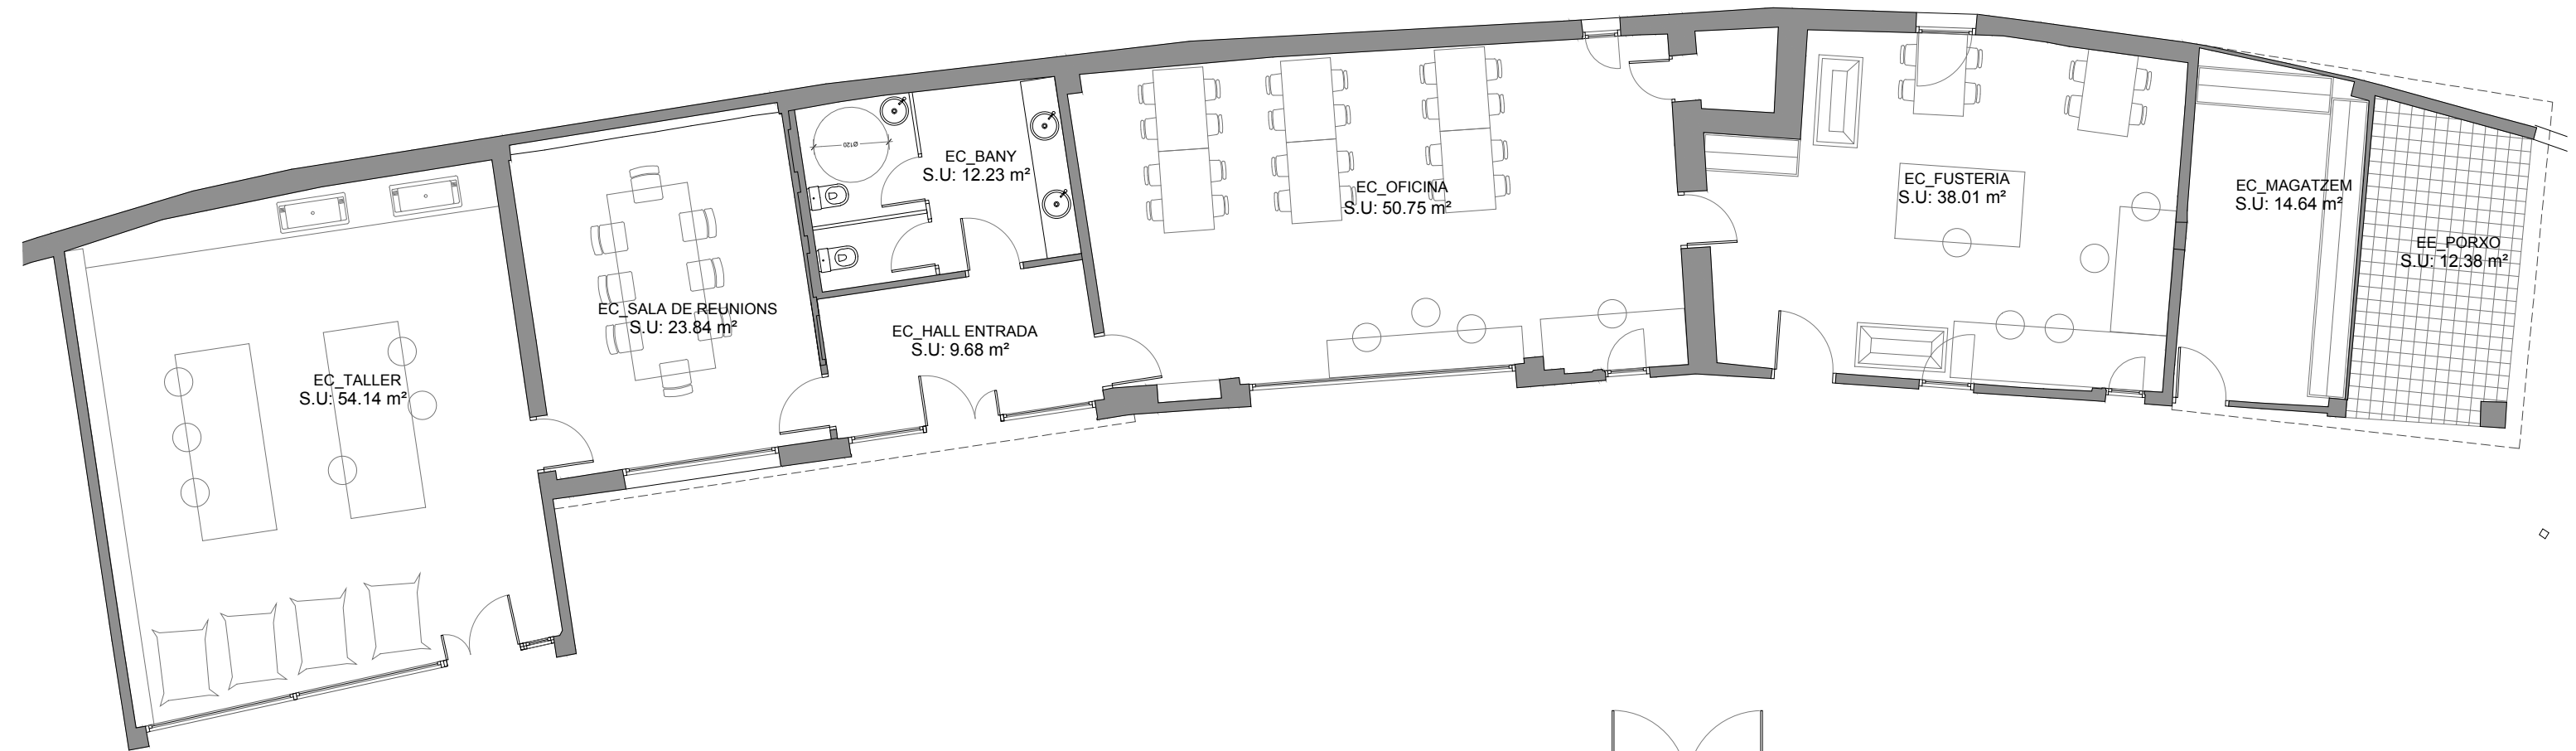 EC_TALLER
S.U: 54.14 m²
EC_SALA DE REUNIONS
S.U: 23.84 m²
Ø120
EC_BANY
S.U: 12.23 m²
EC_HALL ENTRADA
S.U: 9.68 m²
EC_OFICINA
S.U: 50.75 m²
EC_FUSTERIA
S.U: 38.01 m²
EC_MAGATZEM
S.U: 14.64 m²
EE_PORXO
S.U: 12.38 m²